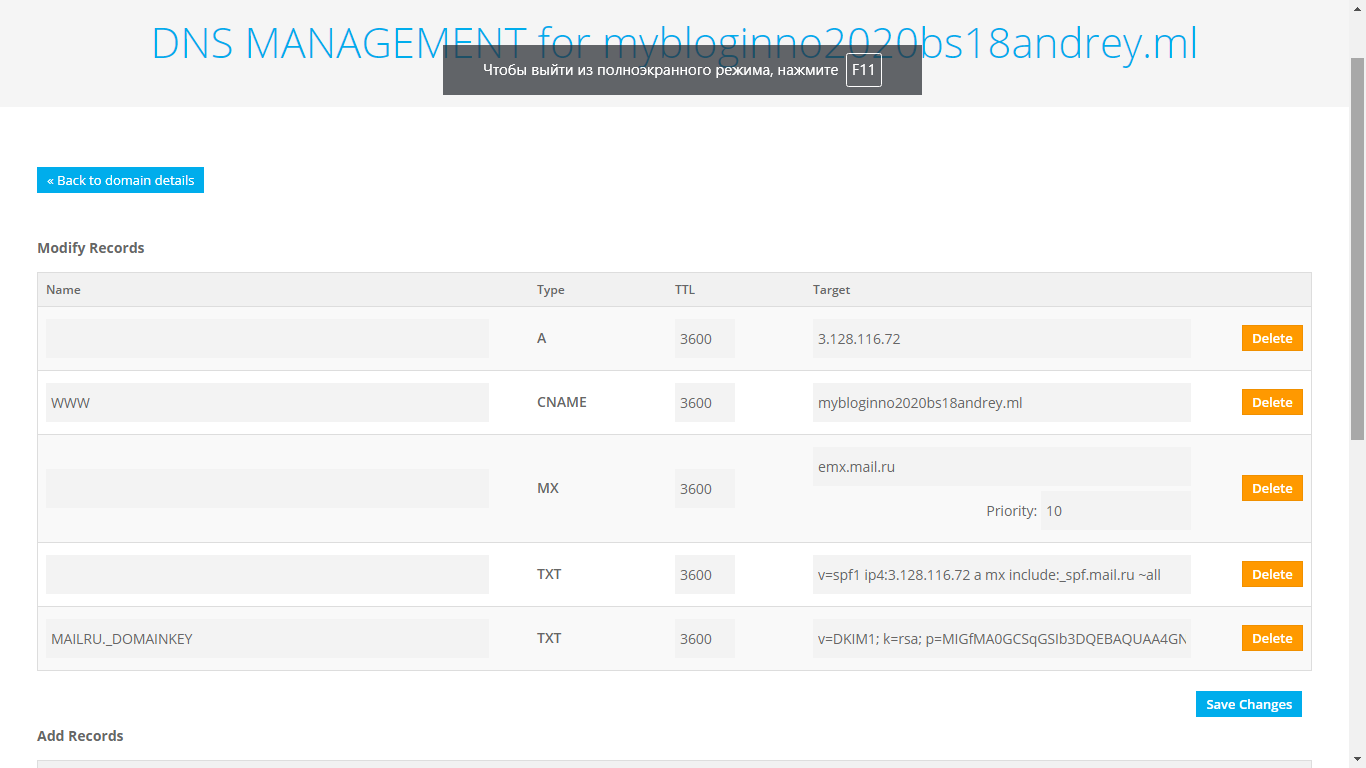 DNS MANAGEMENT for mybloginno2020bs18andrey.ml
Чтобы выйти из полноэкранного режима, нажмите F11
« Back to domain details
Modify Records
Name Type TTL Target
A 3600 3.128.116.72 Delete
WWW CNAME 3600 mybloginno2020bs18andrey.ml Delete
emx.mail.ru
MX 3600 Delete
Priority: 10
TXT 3600 v=spf1 ip4:3.128.116.72 a mx include:_spf.mail.ru ~all Delete
MAILRU._DOMAINKEY TXT 3600 v=DKIM1; k=rsa; p=MIGfMA0GCSqGSIb3DQEBAQUAA4GN Delete
Save Changes
Add Records